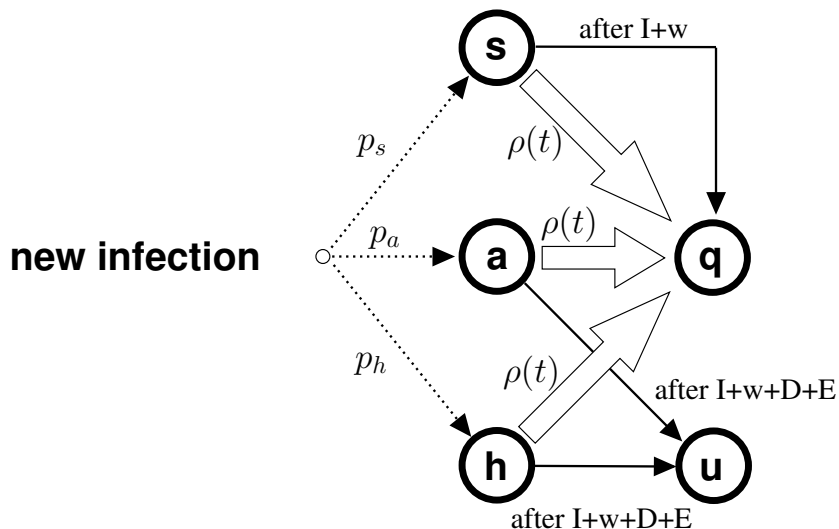 s
after I+w
ρ(t)
p_s
ρ(t)
new infection
p_a
a
q
p_h
ρ(t)
after I+w+D+E
h
u
after I+w+D+E